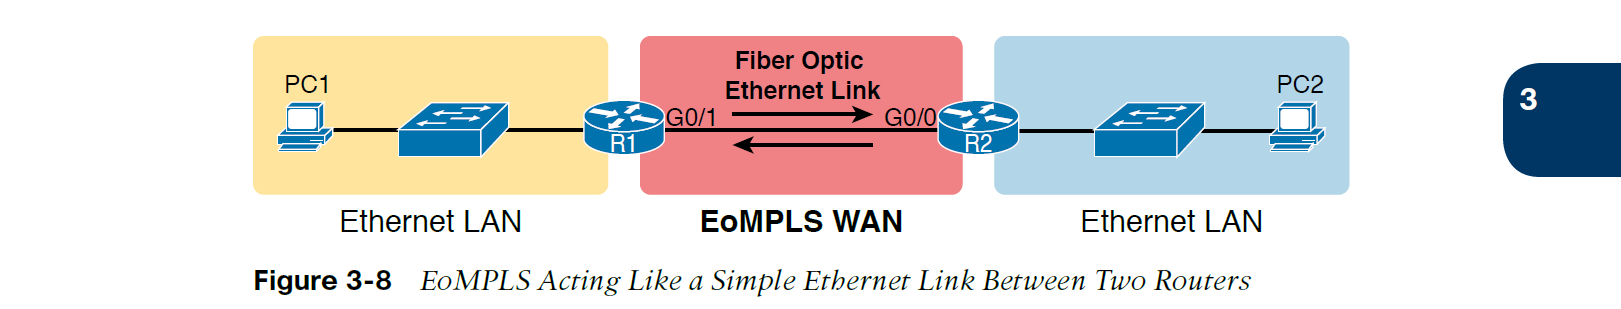 Fiber Optic
Ethernet Link
PC1
PC2
3
G0/1
G0/0
R1
R2
Ethernet LAN
EoMPLS WAN
Ethernet LAN
Figure 3-8 EoMPLS Acting Like a Simple Ethernet Link Between Two Routers